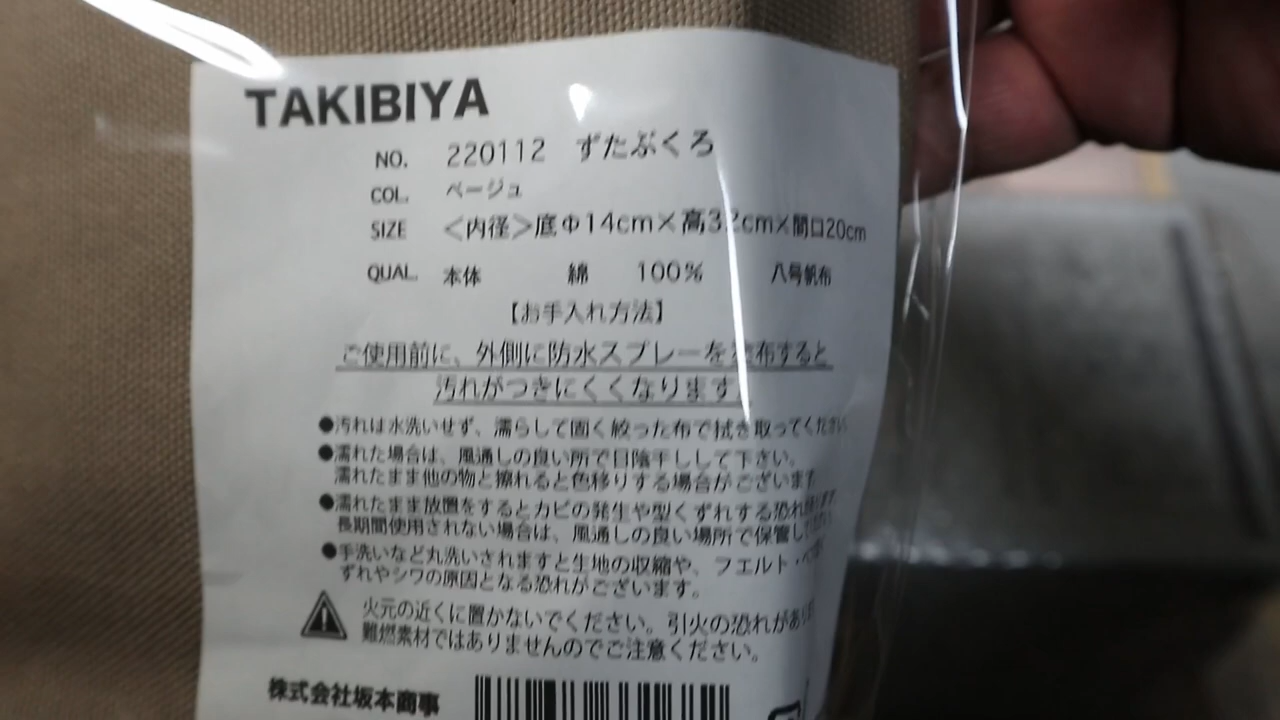 TAKIBIYA
NO. 220112 ずたぶくろ
COL. ベージュ
SIZE <内径>底Φ14cm×高32cm×間口20cm
QUAL. 本体 綿 100% 八号帆布
【お手入れ方法】
ご使用前に、外側に防水スプレーを布すると
汚れがつきにくくなります
●汚れは水洗いせず、濡らして固く絞った布で拭き取ってください
●濡れた場合は、風通しの良い所で日陰干しして下さい。
濡れたまま他の物と擦れると色移りする場合がございます
●濡れたまま放置をするとカビの発生や型くずれする恐れ
長期間使用されない場合は、風通しの良い場所で保管し
●手洗いなど丸洗いされますと生地の収縮や、フェルト・
ずれやシワの原因となる恐れがございます。
火元の近くに置かないでください。引火の恐れがあ
難燃素材ではありませんのでご注意ください。
株式会社坂本商事